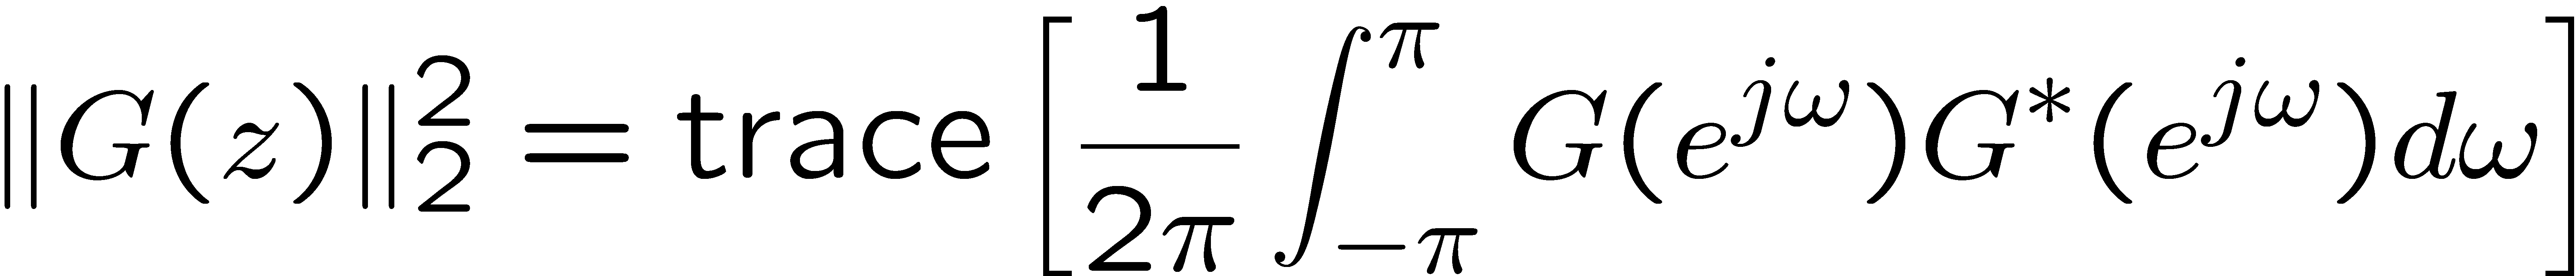 ‖G(z)‖₂² = trace [ 1/2π ∫_{-π}^{π} G(e^{jω})G*(e^{jω})dω ]